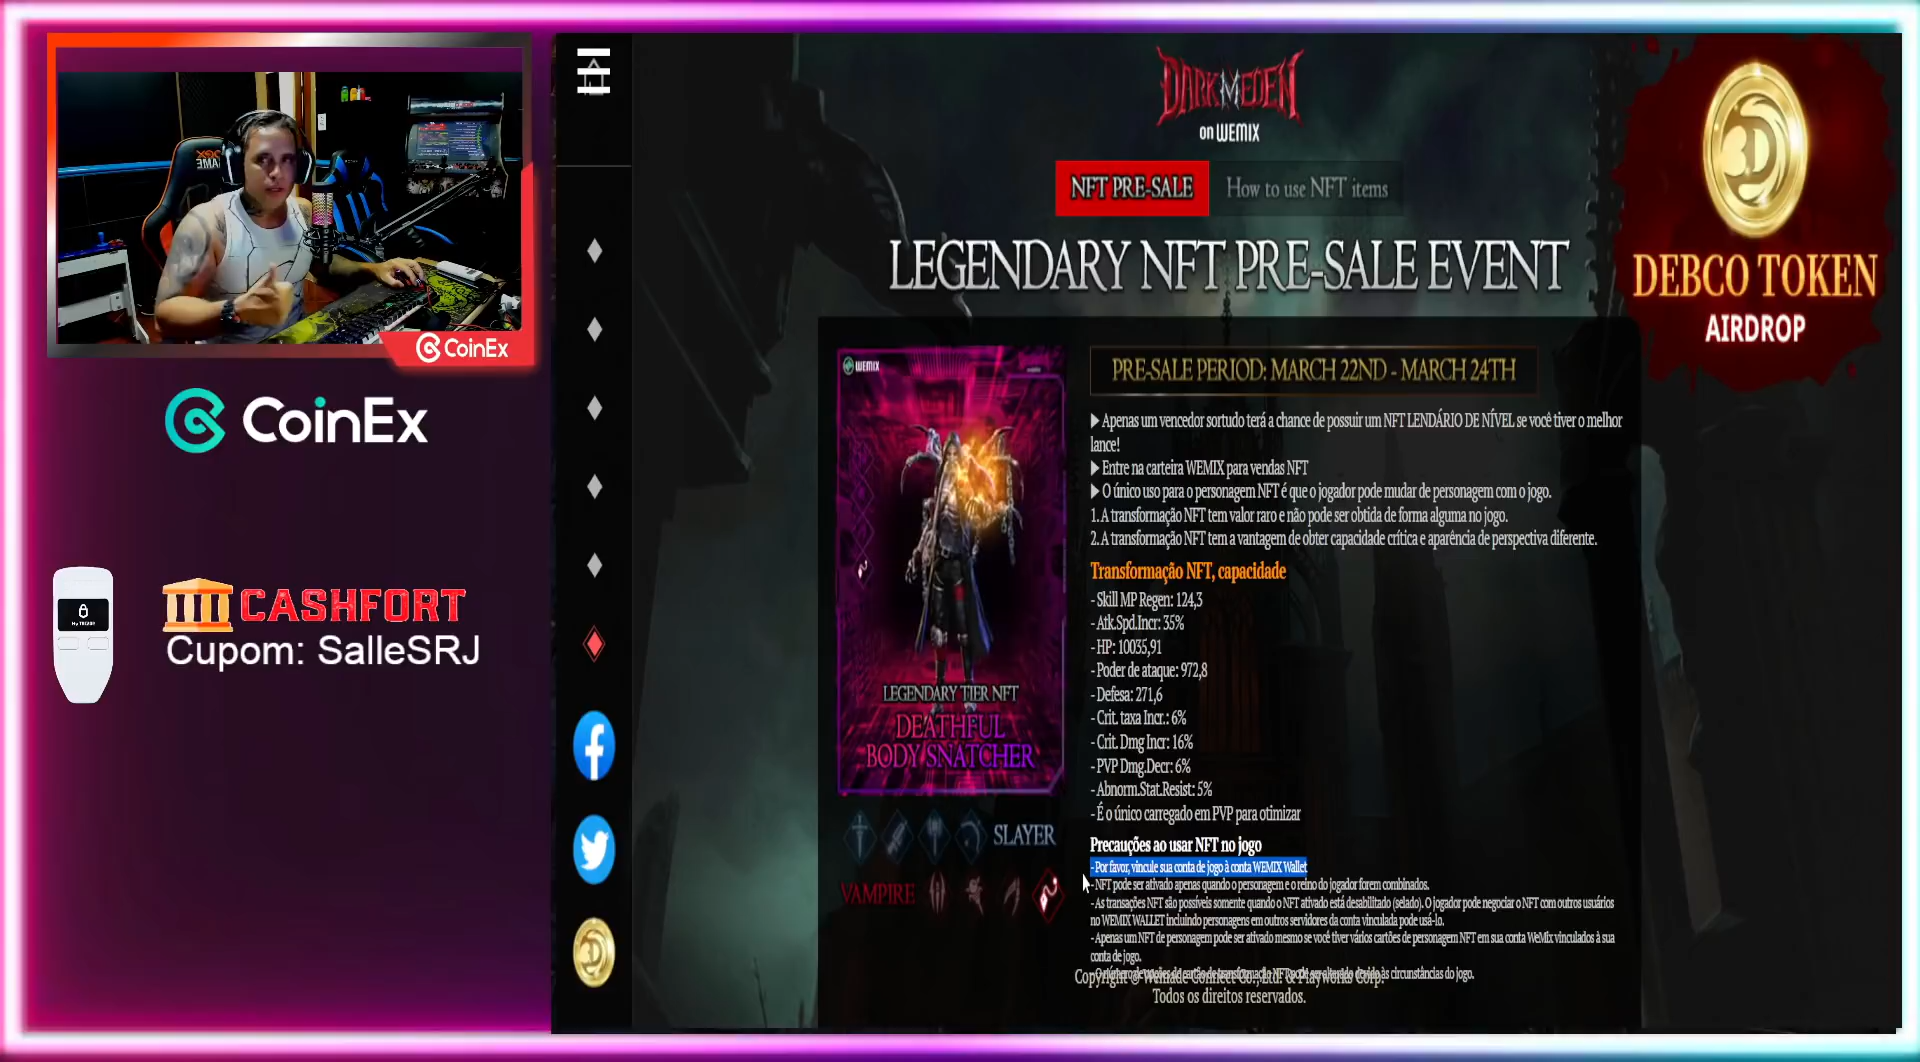 CoinEx
CoinEx
CASHFORT
Cupom: SalleSRJ
DARKEDEN
on WEMIX
NFT PRE-SALE
How to use NFT items
LEGENDARY NFT PRE-SALE EVENT
DEBCO TOKEN
AIRDROP
WEMIX
LEGENDARY TIER NFT
DEATHFUL
BODY SNATCHER
SLAYER
VAMPIRE
PRE-SALE PERIOD: MARCH 22ND - MARCH 24TH
▶ Apenas um vencedor sortudo terá a chance de possuir um NFT LENDÁRIO DE NÍVEL se você tiver o melhor
lance!
▶ Entre na carteira WEMIX para vendas NFT
▶ O único uso para o personagem NFT é que o jogador pode mudar de personagem com o jogo.
1. A transformação NFT tem valor raro e não pode ser obtida de forma alguma no jogo.
2. A transformação NFT tem a vantagem de obter capacidade crítica e aparência de perspectiva diferente.
Transformação NFT, capacidade
- Skill MP Regen: 124,3
- Atk.Spd.Incr: 35%
- HP: 10035,91
- Poder de ataque: 972,8
- Defesa: 271,6
- Crit. taxa Incr.: 6%
- Crit. Dmg Incr: 16%
- PVP Dmg.Decr: 6%
- Abnorm.Stat.Resist: 5%
- É o único carregado em PVP para otimizar
Precauções ao usar NFT no jogo
- Por favor, vincule sua conta de jogo à conta WEMIX Wallet
- NFT pode ser ativado apenas quando o personagem e o reino do jogador forem combinados.
- As transações NFT são possíveis somente quando o NFT ativado está desabilitado (selado). O jogador pode negociar o NFT com outros usuários
no WEMIX WALLET incluindo personagens em outros servidores da conta vinculada pode usá-lo.
- Apenas um NFT de personagem pode ser ativado mesmo se você tiver vários cartões de personagem NFT em sua conta WeMix vinculados à sua
conta de jogo.
às circunstâncias do jogo.
Copyright © Wemade Connect Co., Ltd. & Playworks Corp.
Todos os direitos reservados.